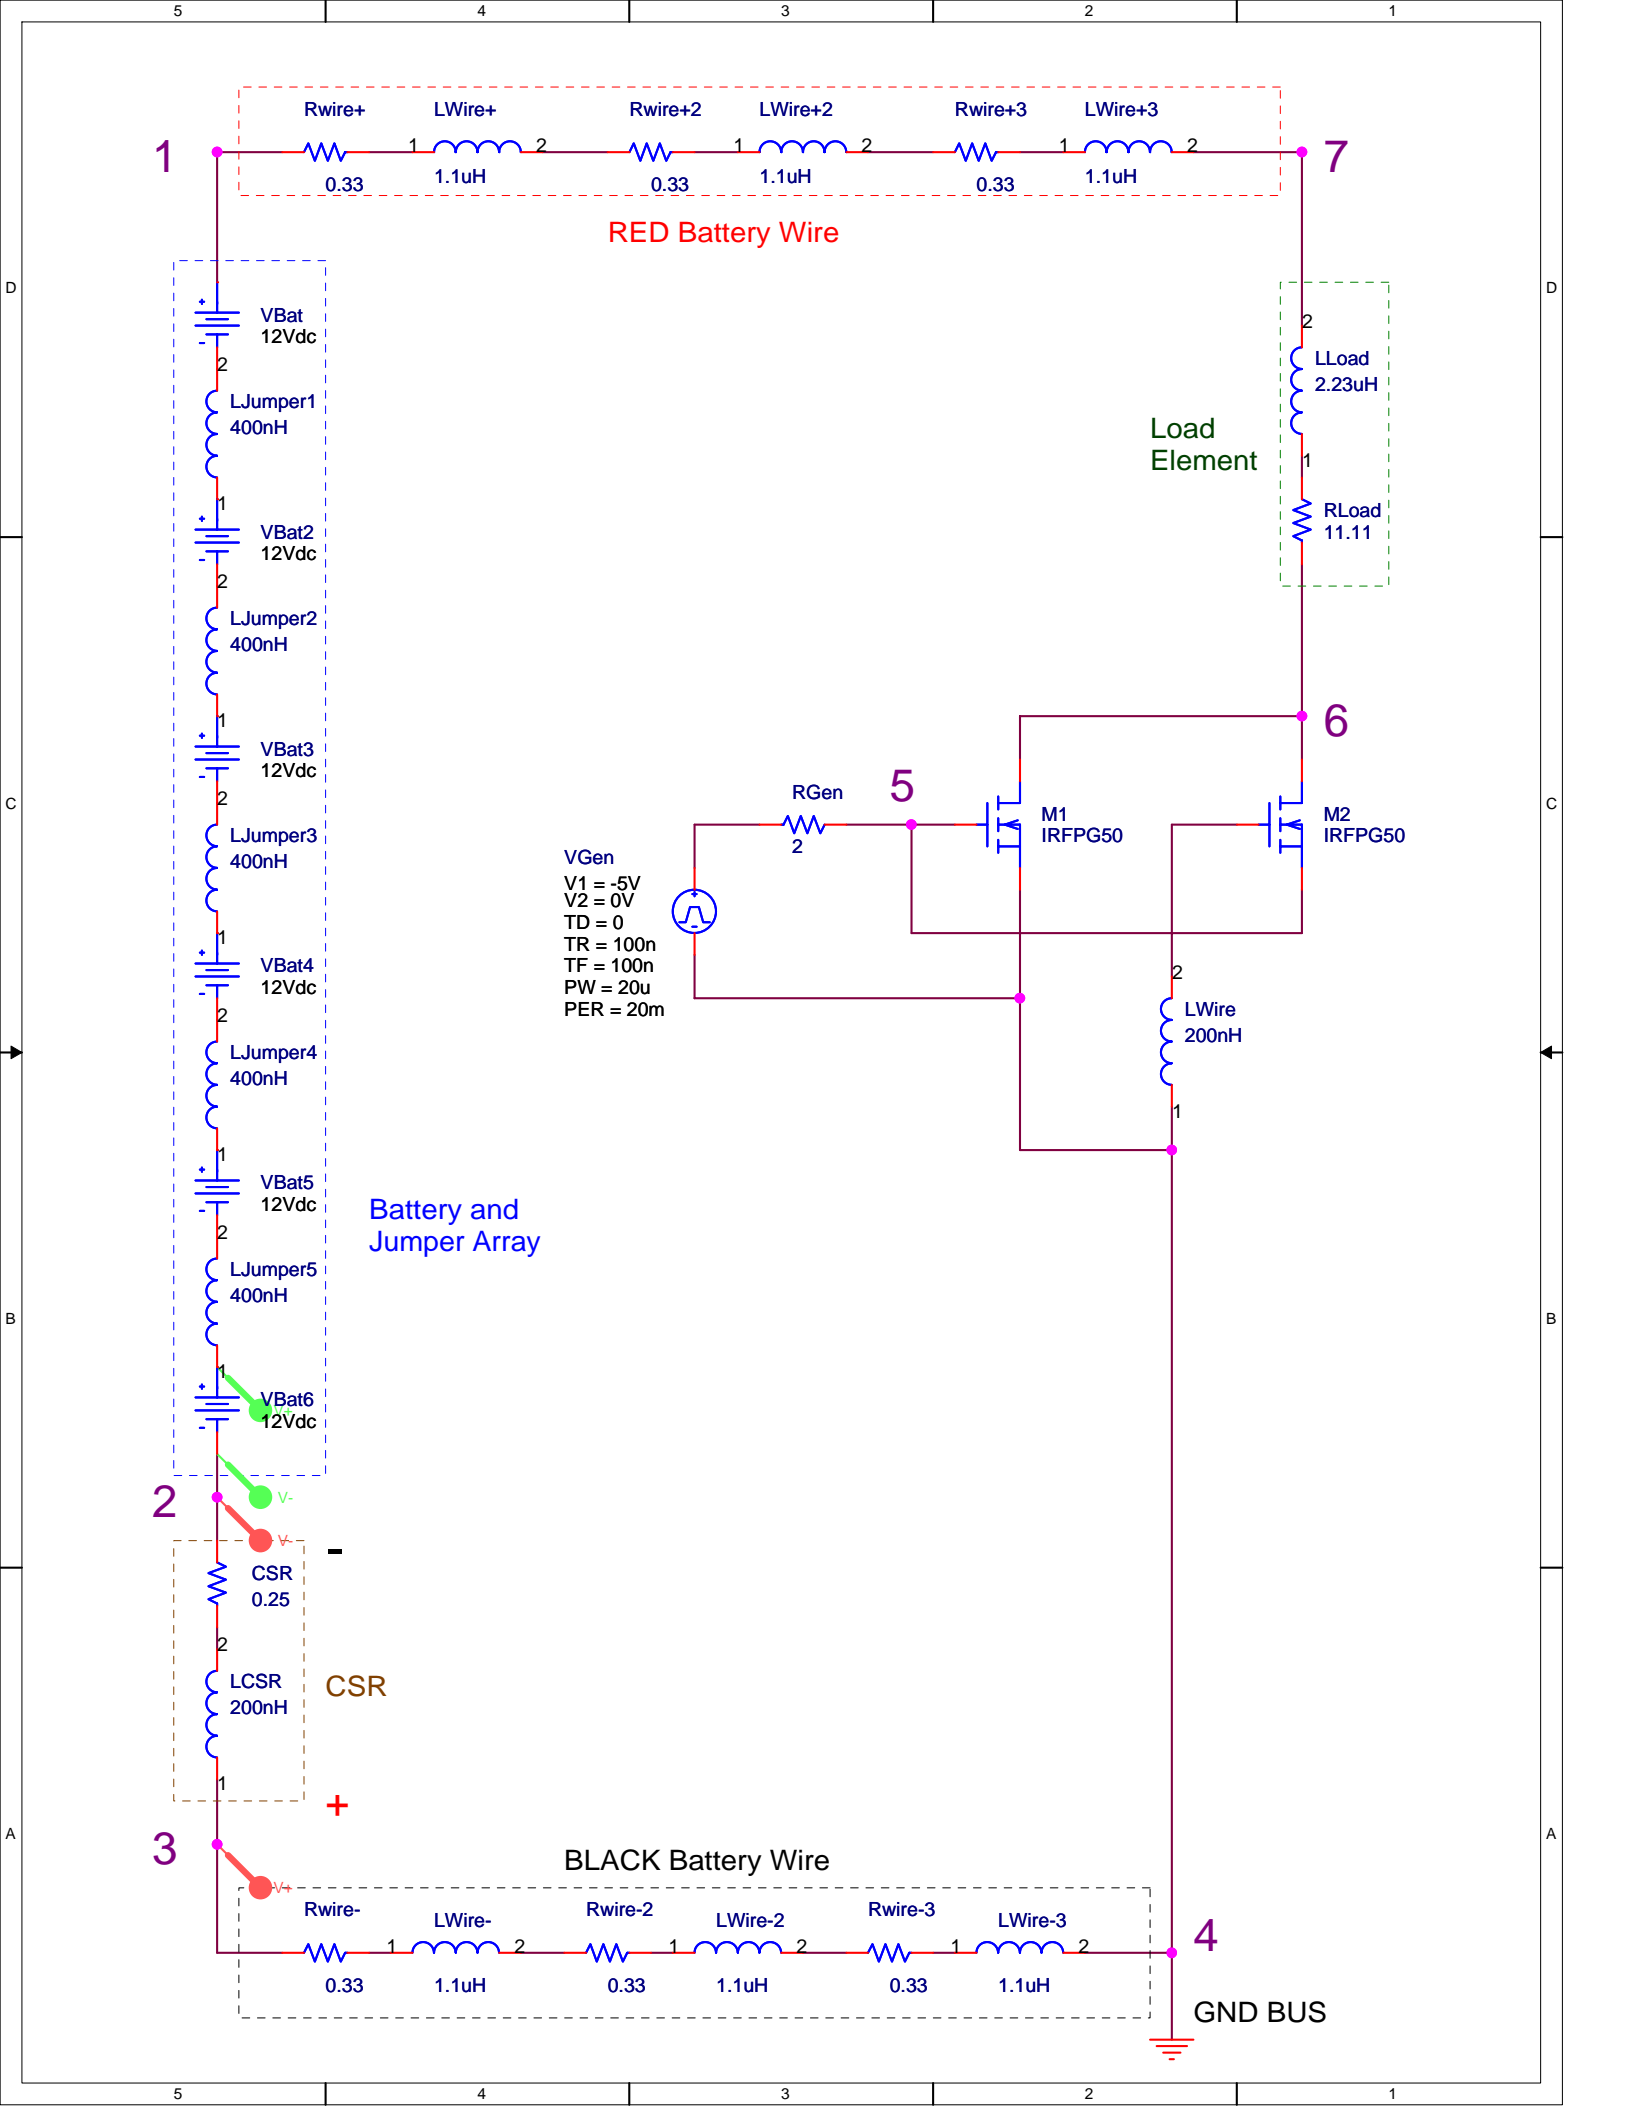 5 4 3 2 1
Rwire+ LWire+ Rwire+2 LWire+2 Rwire+3 LWire+3
1 1 2 1 2 1 2 7
0.33 1.1uH 0.33 1.1uH 0.33 1.1uH
RED Battery Wire
D D
+ VBat
- 12Vdc
2
LJumper1
400nH
1
+ VBat2
- 12Vdc
2
LJumper2
400nH
1
+ VBat3
- 12Vdc
2
LJumper3
400nH
1
+ VBat4
- 12Vdc
2
LJumper4
400nH
1
+ VBat5
- 12Vdc
2
LJumper5
400nH
1
+ VBat6
V+
- 12Vdc
V-
2
V-
-
CSR
0.25
2
LCSR
200nH
CSR
1
+
3
V+
Battery and
Jumper Array
2
LLoad
2.23uH
1
RLoad
11.11
Load
Element
6
C C
RGen
2
5
M1
IRFPG50
M2
IRFPG50
VGen
V1 = -5V
V2 = 0V
TD = 0
TR = 100n
TF = 100n
PW = 20u
PER = 20m
+
-
2
LWire
200nH
1
B B
A A
BLACK Battery Wire
Rwire- LWire- Rwire-2 LWire-2 Rwire-3 LWire-3
1 2 1 2 1 2 4
0.33 1.1uH 0.33 1.1uH 0.33 1.1uH
GND BUS
5 4 3 2 1